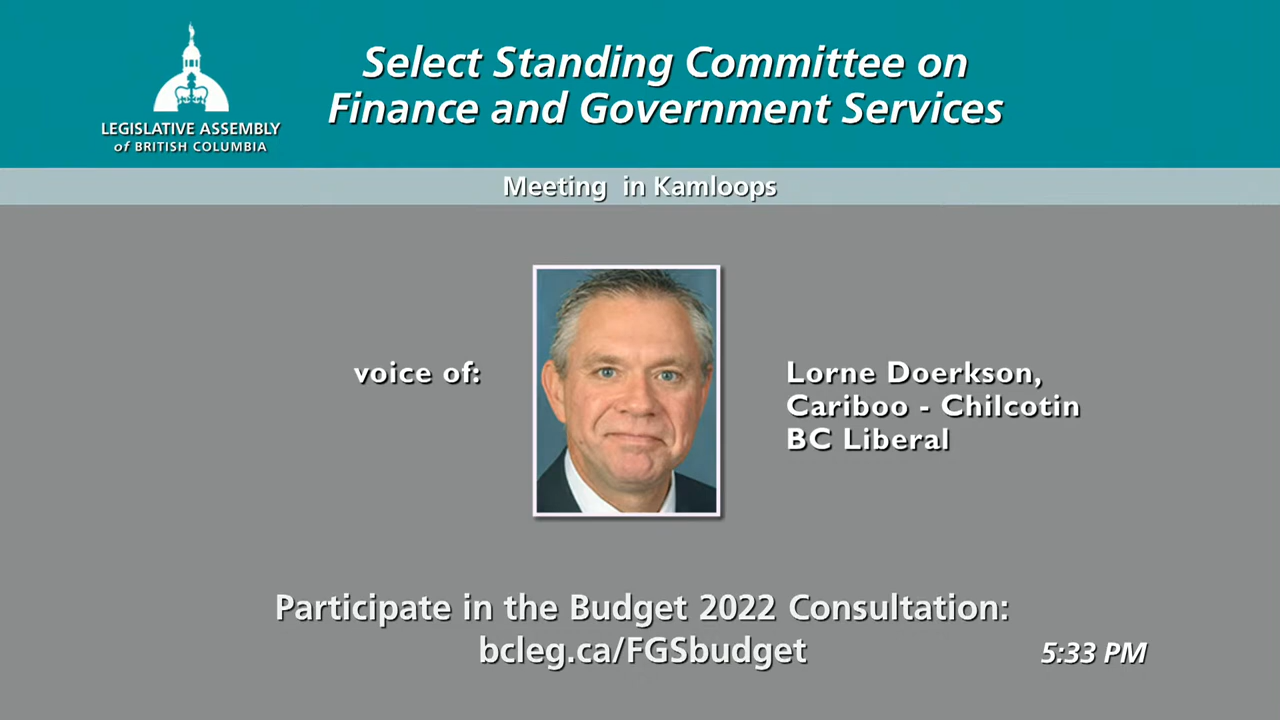 Select Standing Committee on
Finance and Government Services
LEGISLATIVE ASSEMBLY
of BRITISH COLUMBIA
Meeting in Kamloops
voice of:
Lorne Doerkson,
Cariboo - Chilcotin
BC Liberal
Participate in the Budget 2022 Consultation:
bcleg.ca/FGSbudget
5:33 PM